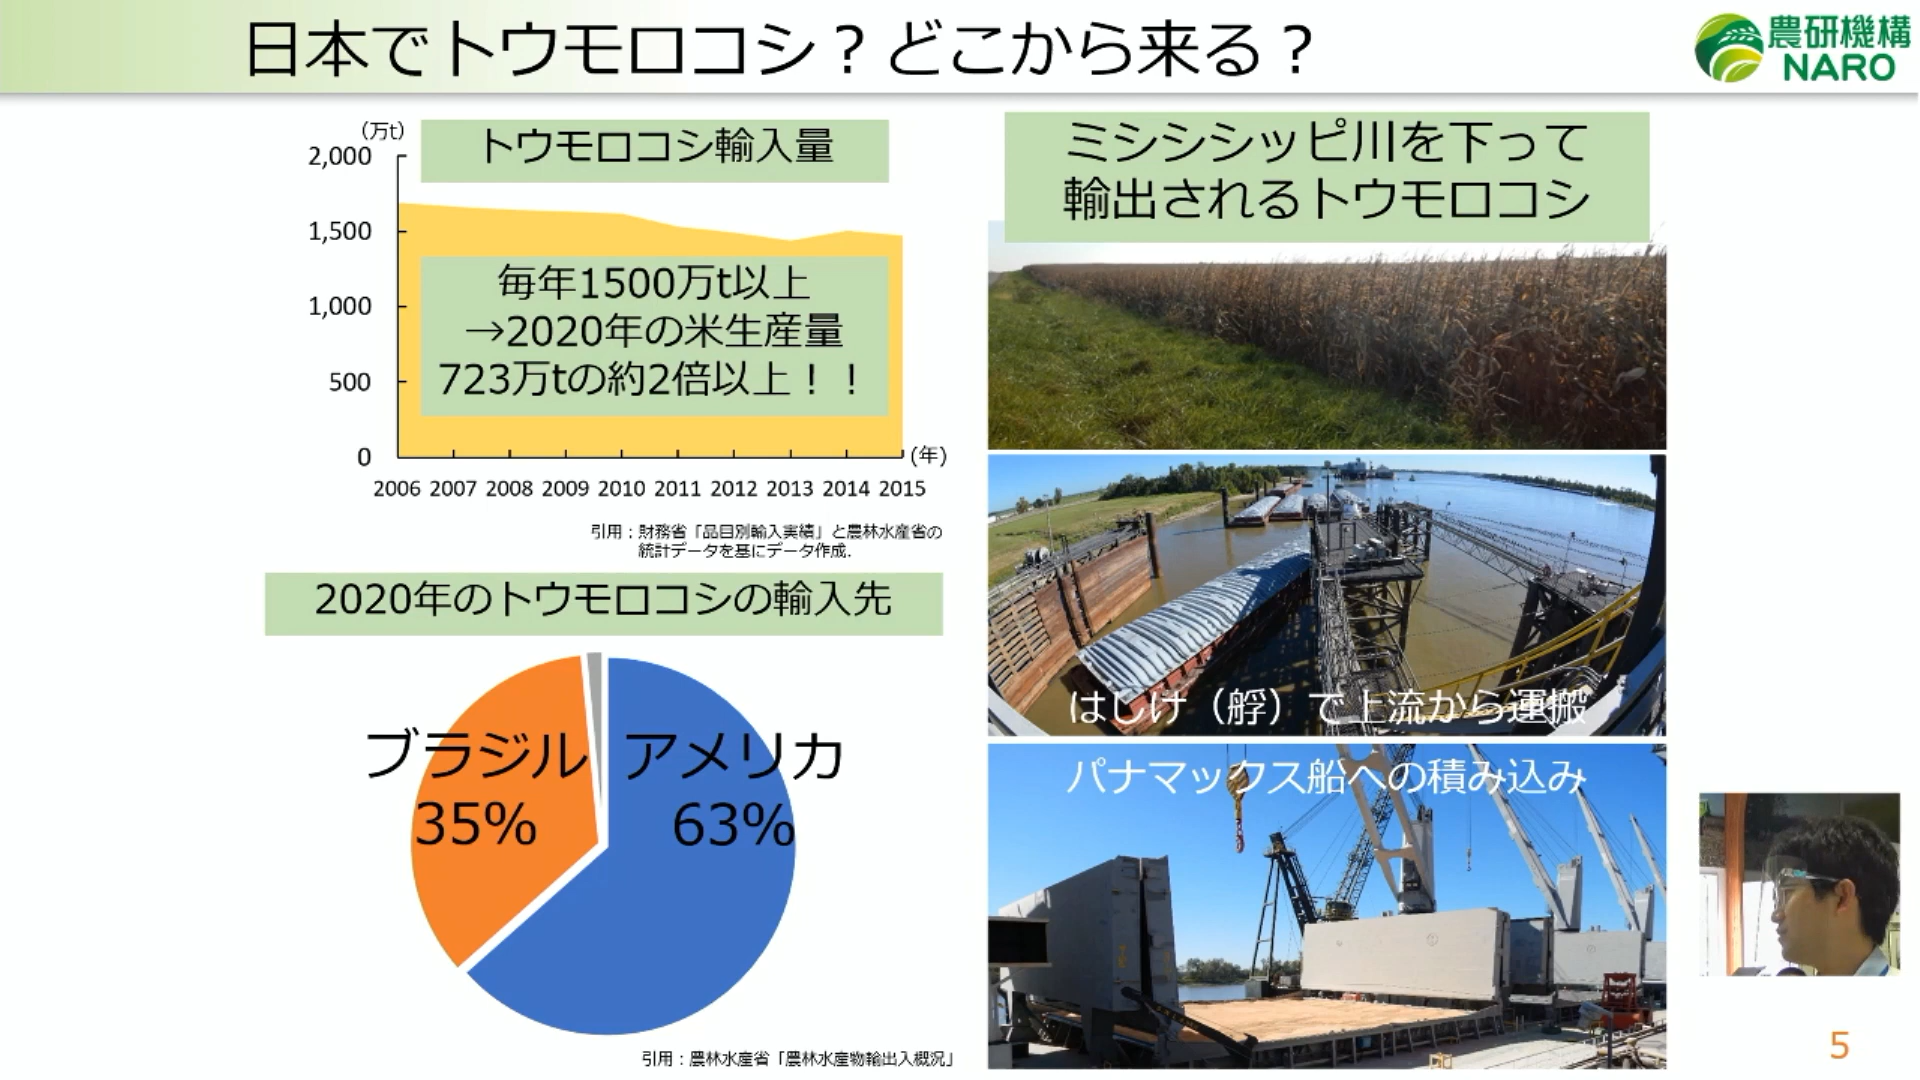 日本でトウモロコシ？どこから来る？
農研機構
NARO
トウモロコシ輸入量
（万t）
2,000
1,500
1,000
500
0
毎年1500万t以上
→2020年の米生産量
723万tの約2倍以上！！
(年)
2006 2007 2008 2009 2010 2011 2012 2013 2014 2015
引用：財務省「品目別輸入実績」と農林水産省の
統計データを基にデータ作成.
2020年のトウモロコシの輸入先
ブラジル
35%
アメリカ
63%
引用：農林水産省「農林水産物輸出入概況」
ミシシシッピ川を下って
輸出されるトウモロコシ
はしけ（艀）で上流から運搬
パナマックス船への積み込み
5